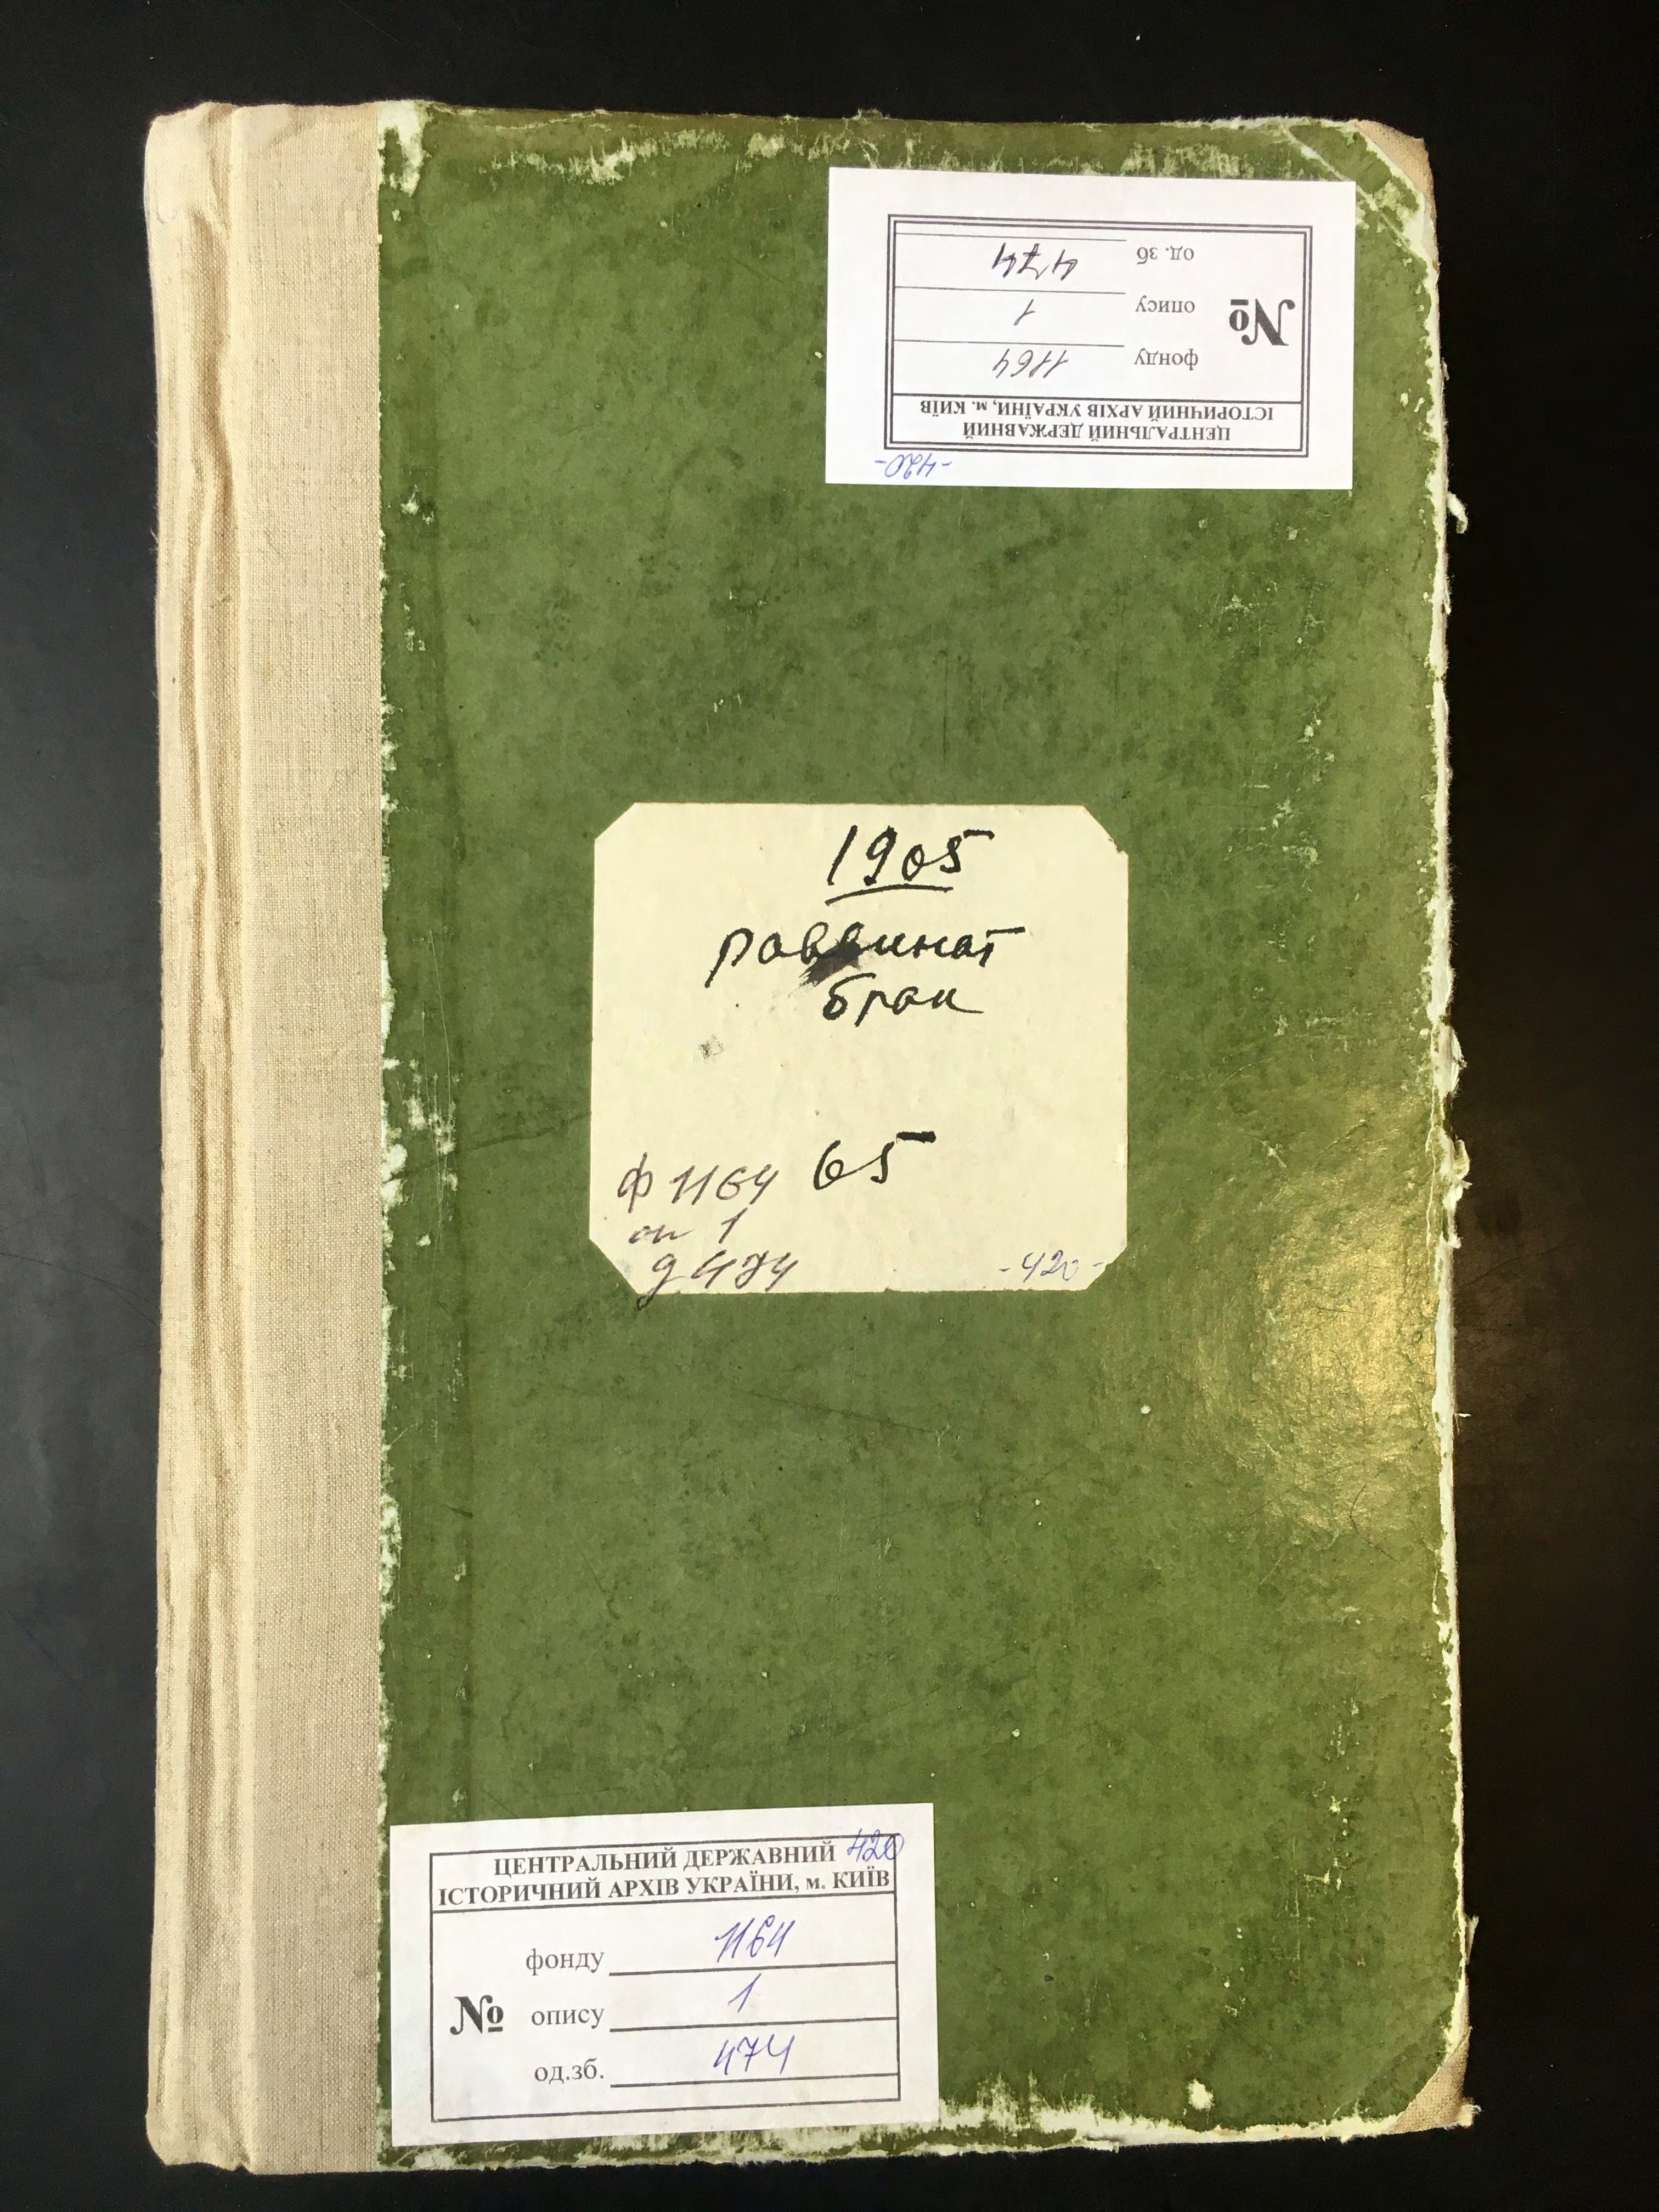 ЦЕНТРАЛЬНИЙ ДЕРЖАВНИЙ
ІСТОРИЧНИЙ АРХІВ УКРАЇНИ, м. КИЇВ
№
фонду 1164
опису 1
од. зб 474
-420-
1905
раввинат
брак
65
ф 1164
оп 1
д 474
-420-
420
ЦЕНТРАЛЬНИЙ ДЕРЖАВНИЙ
ІСТОРИЧНИЙ АРХІВ УКРАЇНИ, м. КИЇВ
№
фонду 1164
опису 1
од.зб. 474